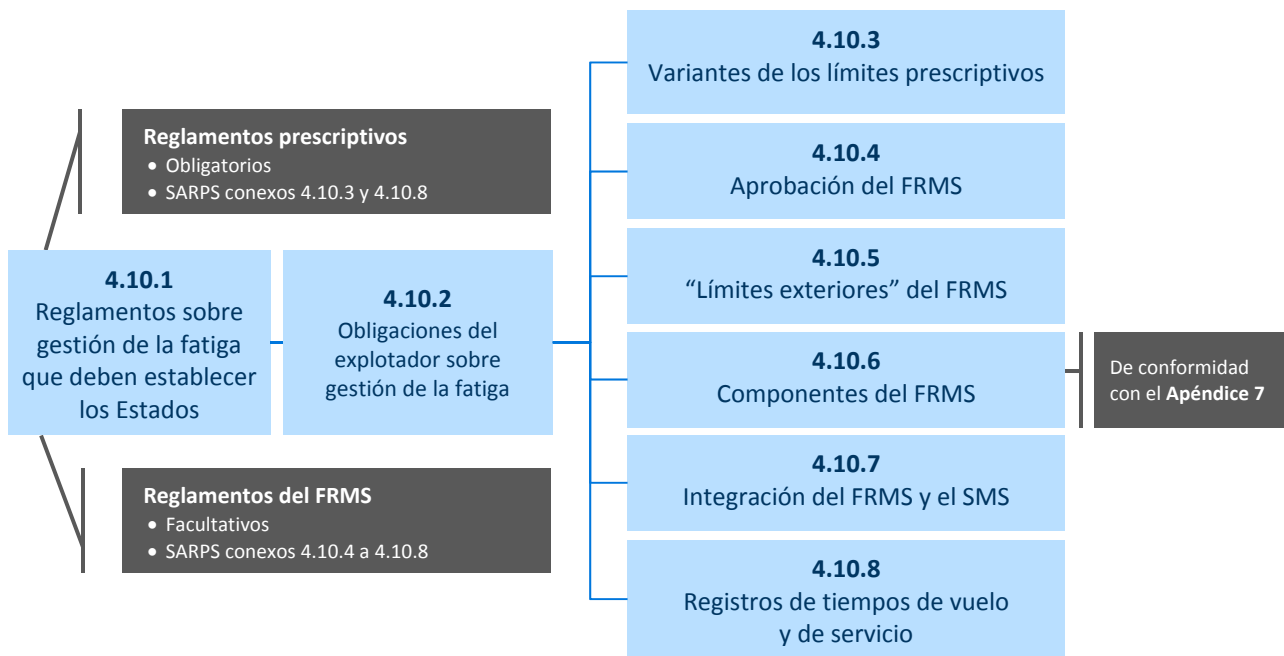 Reglamentos prescriptivos
• Obligatorios
• SARPS conexos 4.10.3 y 4.10.8
4.10.1
Reglamentos sobre
gestión de la fatiga
que deben establecer
los Estados
Reglamentos del FRMS
• Facultativos
• SARPS conexos 4.10.4 a 4.10.8
4.10.2
Obligaciones del
explotador sobre
gestión de la fatiga
4.10.3
Variantes de los límites prescriptivos
4.10.4
Aprobación del FRMS
4.10.5
“Límites exteriores” del FRMS
4.10.6
Componentes del FRMS
De conformidad
con el Apéndice 7
4.10.7
Integración del FRMS y el SMS
4.10.8
Registros de tiempos de vuelo
y de servicio